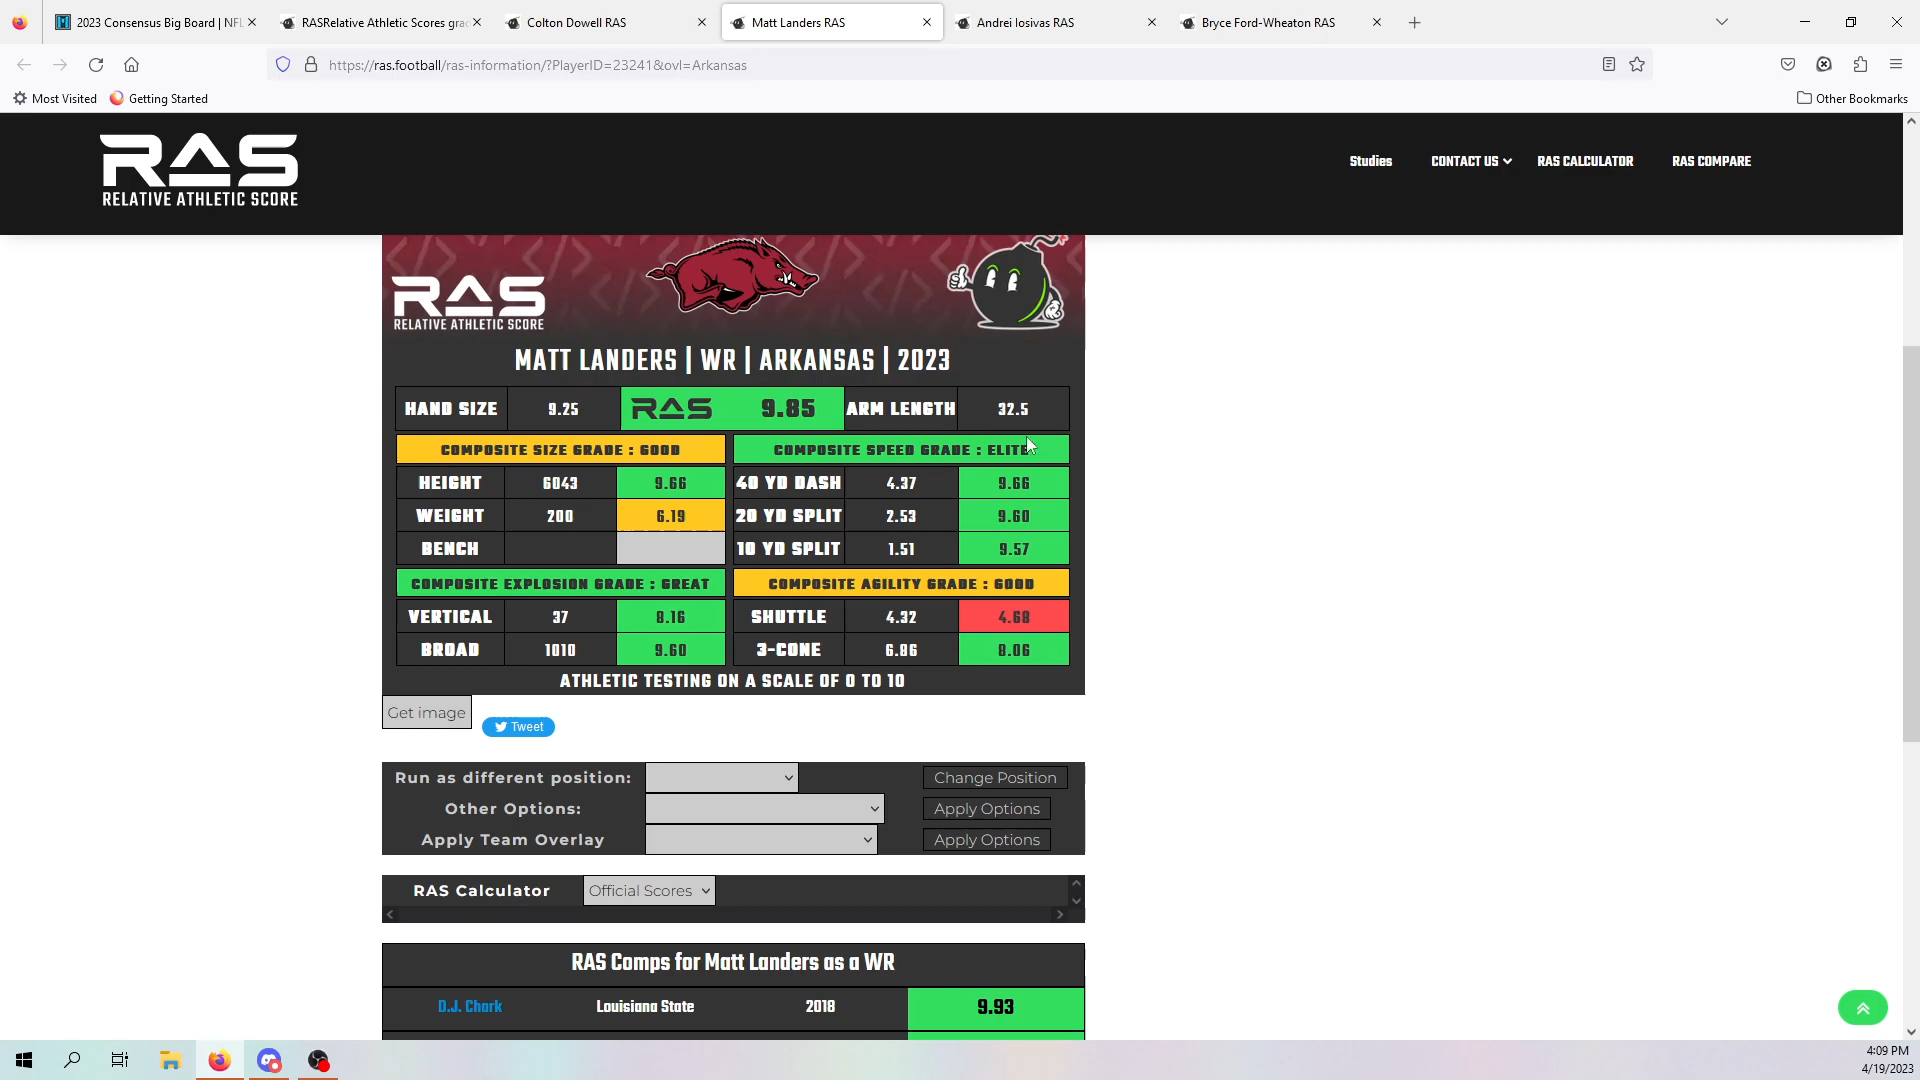 2023 Consensus Big Board | NFL
RASRelative Athletic Scores gra
Colton Dowell RAS
Matt Landers RAS
Andrei Iosivas RAS
Bryce Ford-Wheaton RAS
https://ras.football/ras-information/?PlayerID=23241&ovl=Arkansas
Most Visited
Getting Started
Other Bookmarks
RAS
RELATIVE ATHLETIC SCORE
Studies
CONTACT US
RAS CALCULATOR
RAS COMPARE
RAS
RELATIVE ATHLETIC SCORE
MATT LANDERS | WR | ARKANSAS | 2023
HAND SIZE 9.25 RAS 9.85 ARM LENGTH 32.5
COMPOSITE SIZE GRADE : GOOD COMPOSITE SPEED GRADE : ELITE
HEIGHT 6043 9.66 40 YD DASH 4.37 9.66
WEIGHT 200 6.19 20 YD SPLIT 2.53 9.60
BENCH 10 YD SPLIT 1.51 9.57
COMPOSITE EXPLOSION GRADE : GREAT COMPOSITE AGILITY GRADE : GOOD
VERTICAL 37 8.16 SHUTTLE 4.32 4.68
BROAD 1010 9.60 3-CONE 6.86 8.06
ATHLETIC TESTING ON A SCALE OF 0 TO 10
Get image
Tweet
Run as different position: Change Position
Other Options: Apply Options
Apply Team Overlay Apply Options
RAS Calculator Official Scores
RAS Comps for Matt Landers as a WR
D.J. Chark Louisiana State 2018 9.93
4:09 PM
4/19/2023